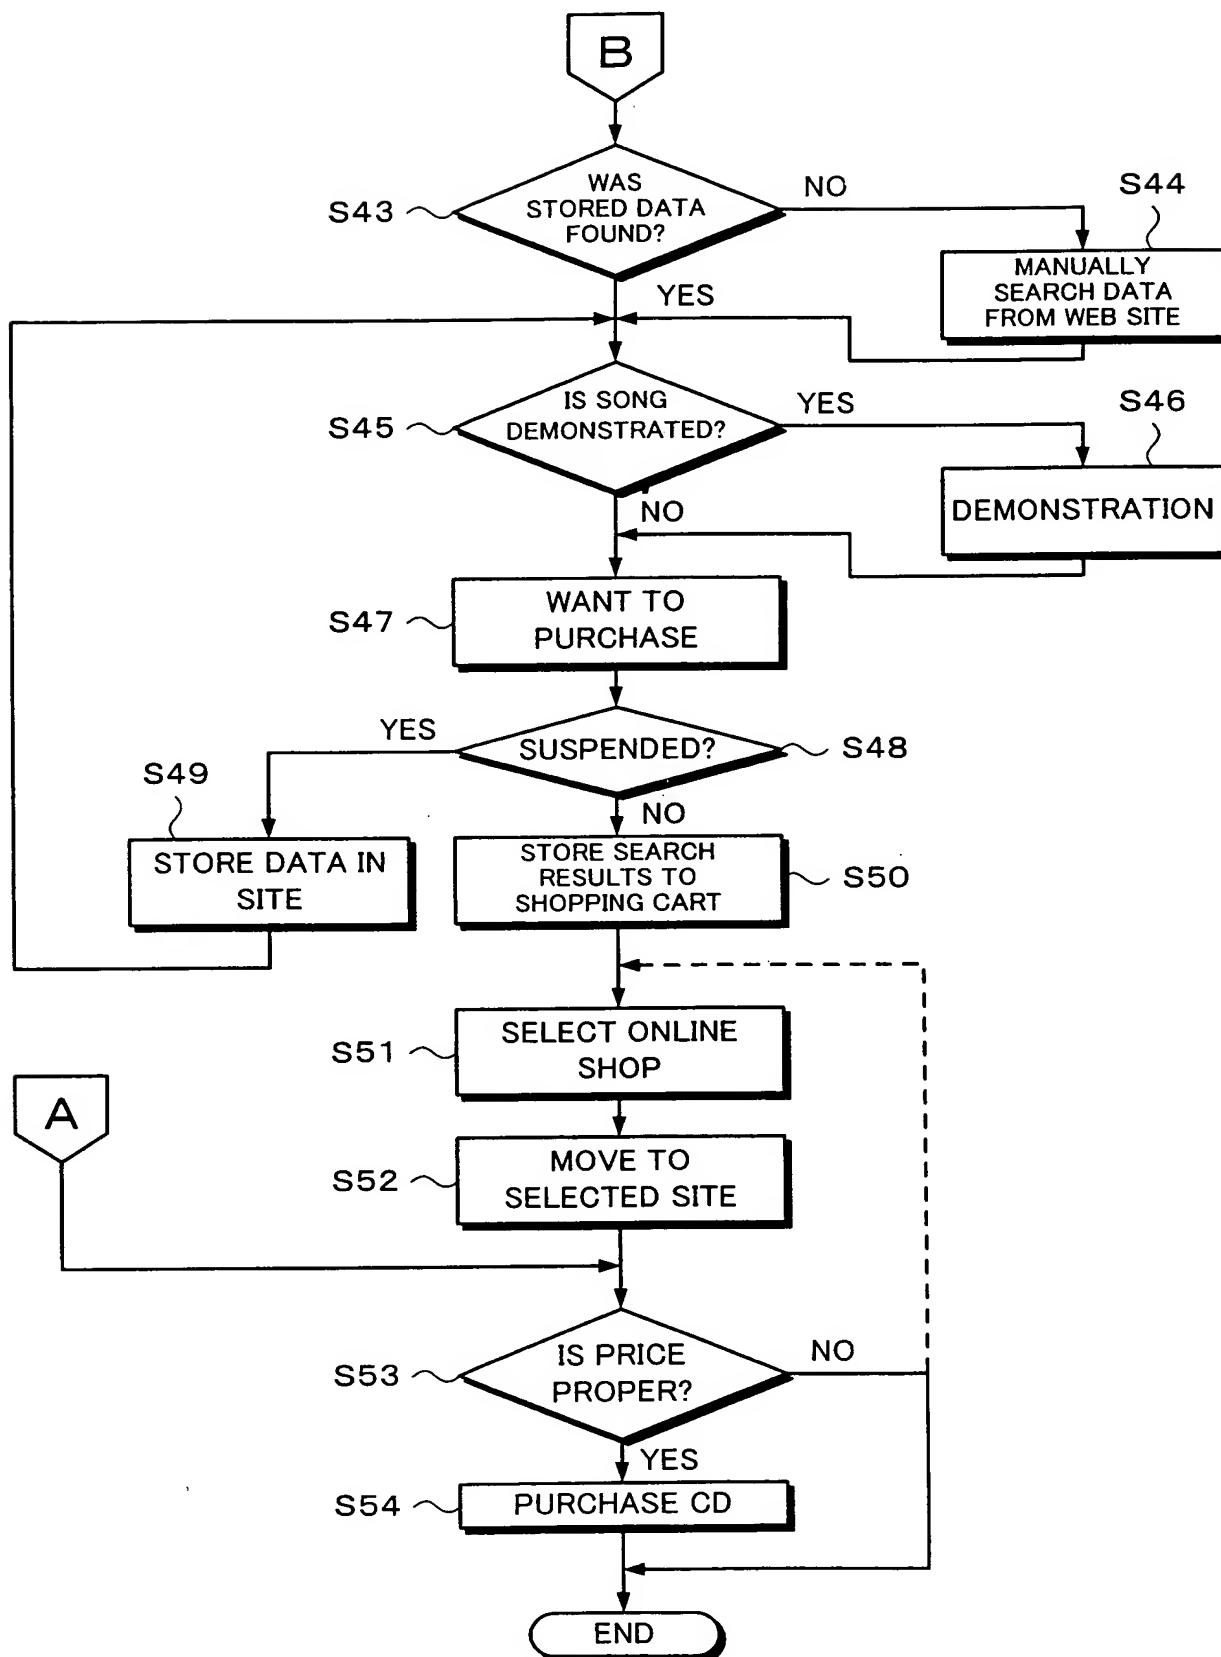 B
S43
WAS
STORED DATA
FOUND?
NO
S44
MANUALLY
SEARCH DATA
FROM WEB SITE
YES
S45
IS SONG
DEMONSTRATED?
YES
S46
DEMONSTRATION
NO
S47
WANT TO
PURCHASE
YES
SUSPENDED?
S48
S49
STORE DATA IN
SITE
NO
STORE SEARCH
RESULTS TO
SHOPPING CART
S50
S51
SELECT ONLINE
SHOP
A
S52
MOVE TO
SELECTED SITE
S53
IS PRICE
PROPER?
NO
YES
S54
PURCHASE CD
END